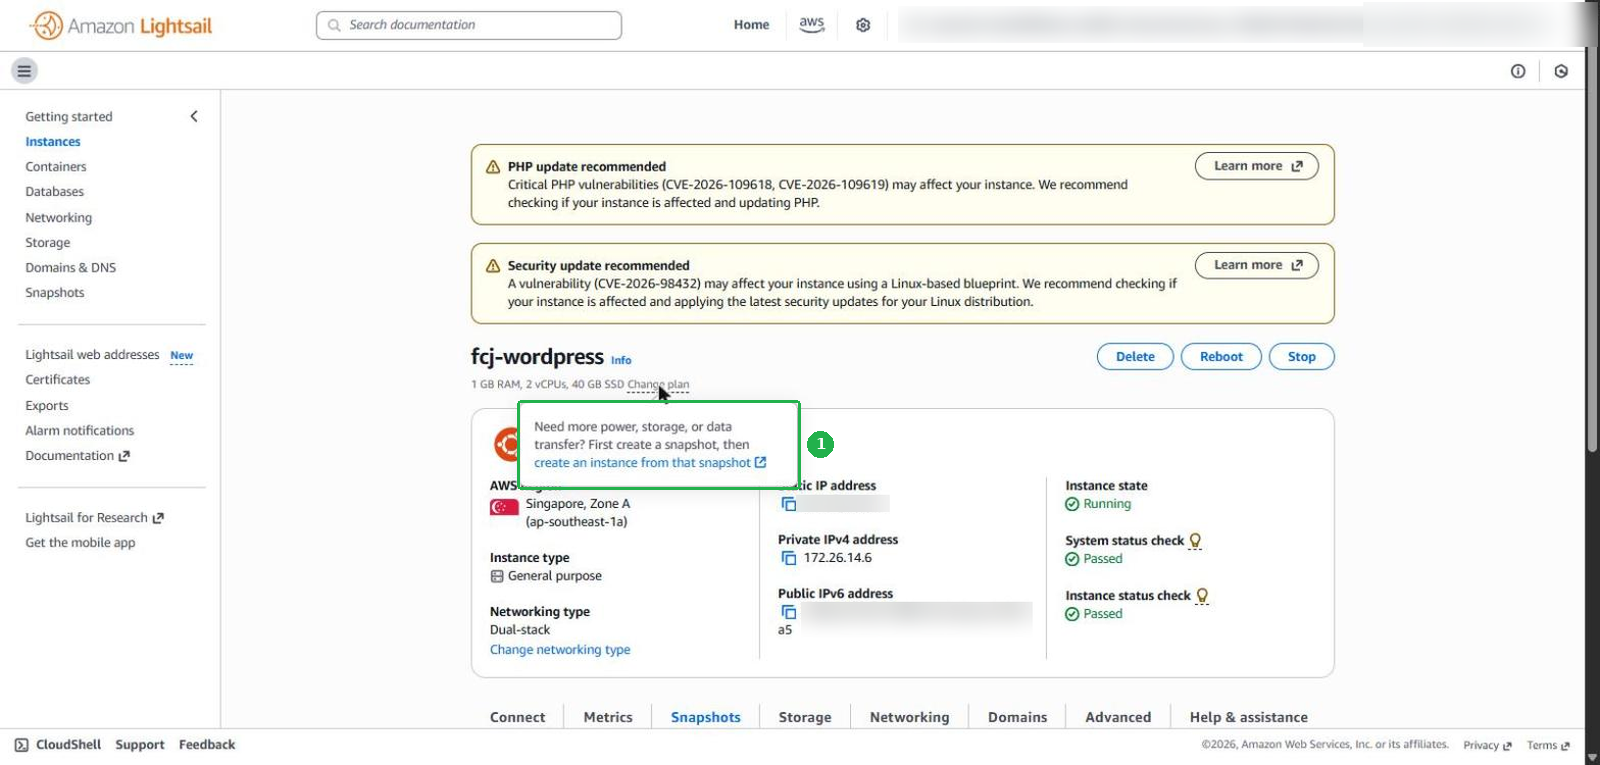 Amazon Lightsail
Search documentation
Home
aws
Getting started
Instances
Containers
Databases
Networking
Storage
Domains & DNS
Snapshots
Lightsail web addresses New
Certificates
Exports
Alarm notifications
Documentation
Lightsail for Research
Get the mobile app
PHP update recommended
Critical PHP vulnerabilities (CVE-2026-109618, CVE-2026-109619) may affect your instance. We recommend
checking if your instance is affected and updating PHP.
Learn more
Security update recommended
A vulnerability (CVE-2026-98432) may affect your instance using a Linux-based blueprint. We recommend checking if
your instance is affected and applying the latest security updates for your Linux distribution.
Learn more
fcj-wordpress Info
Delete
Reboot
Stop
1 GB RAM, 2 vCPUs, 40 GB SSD Change plan
Need more power, storage, or data
transfer? First create a snapshot, then
create an instance from that snapshot
1
AWS
Singapore, Zone A
(ap-southeast-1a)
Instance type
General purpose
Networking type
Dual-stack
Change networking type
IP address
Private IPv4 address
172.26.14.6
Public IPv6 address
a5
Instance state
Running
System status check
Passed
Instance status check
Passed
Connect
Metrics
Snapshots
Storage
Networking
Domains
Advanced
Help & assistance
CloudShell
Support
Feedback
©2026, Amazon Web Services, Inc. or its affiliates.
Privacy
Terms